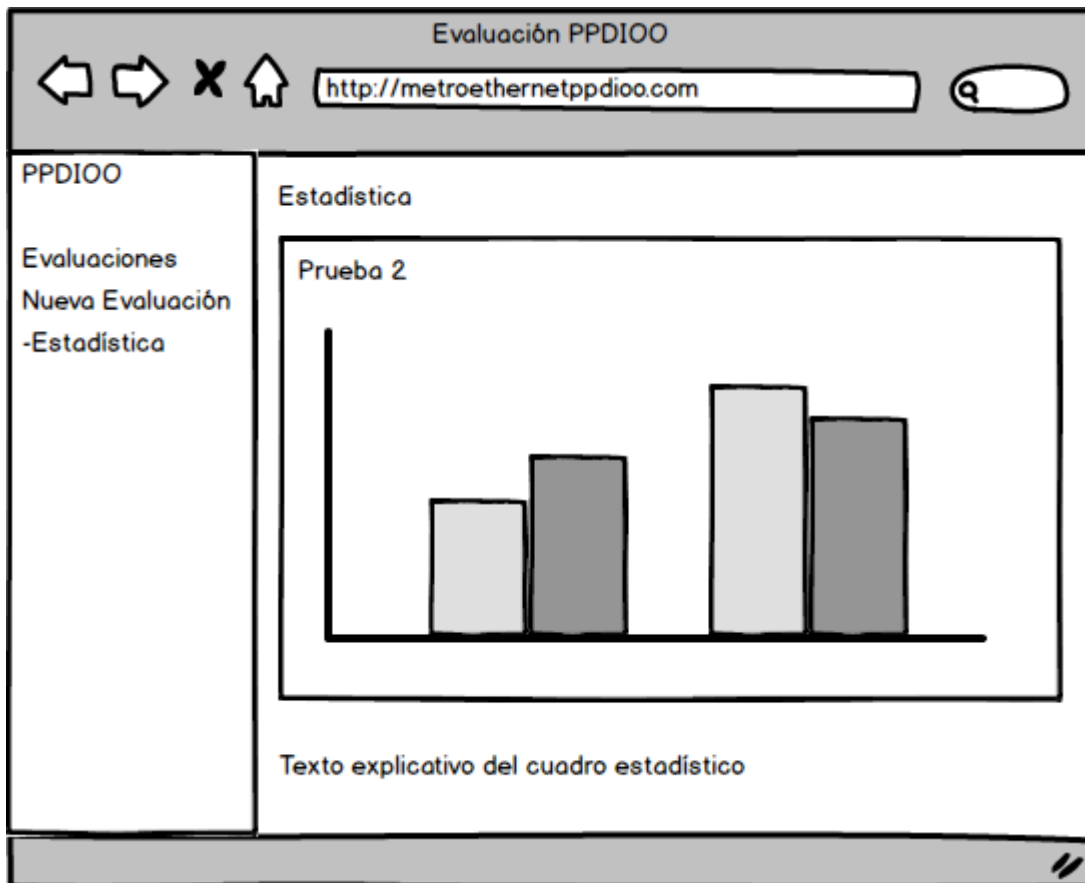 Evaluación PPDIOO
http://metroethernetppdioo.com
PPDIOO
Evaluaciones
Nueva Evaluación
-Estadística
Estadística
Prueba 2
Texto explicativo del cuadro estadístico